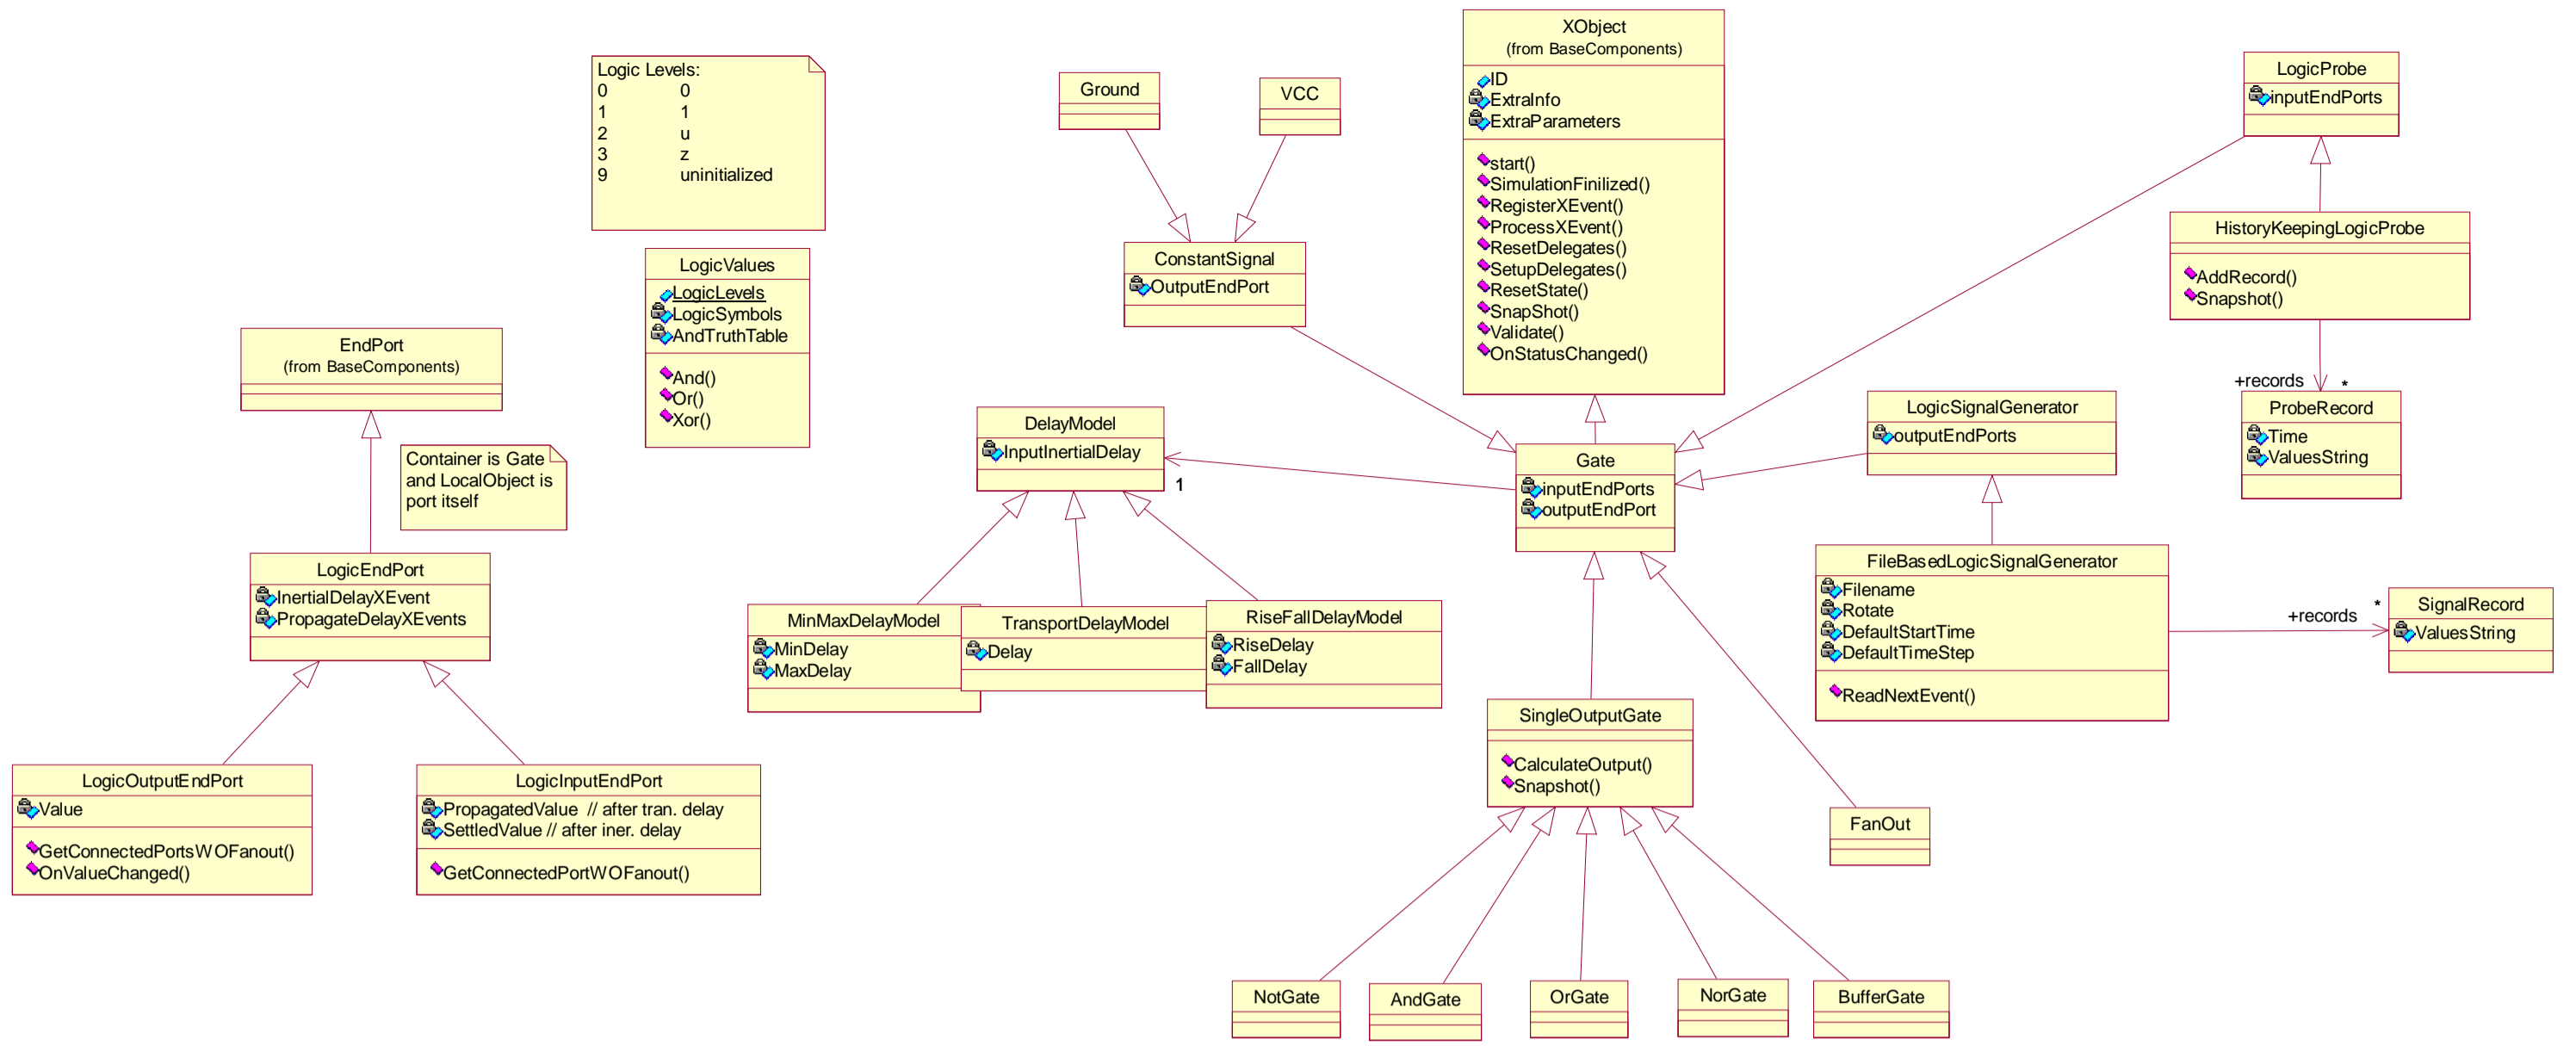 Logic Levels:
0 0
1 1
2 u
3 z
9 uninitialized
LogicValues
LogicLevels
LogicSymbols
AndTruthTable
And()
Or()
Xor()
EndPort
(from BaseComponents)
Container is Gate
and LocalObject is
port itself
LogicEndPort
InertialDelayXEvent
PropagateDelayXEvents
LogicOutputEndPort
Value
GetConnectedPortsWOFanout()
OnValueChanged()
LogicInputEndPort
PropagatedValue // after tran. delay
SettledValue // after iner. delay
GetConnectedPortWOFanout()
Ground
VCC
ConstantSignal
OutputEndPort
XObject
(from BaseComponents)
ID
ExtraInfo
ExtraParameters
start()
SimulationFinilized()
RegisterXEvent()
ProcessXEvent()
ResetDelegates()
SetupDelegates()
ResetState()
SnapShot()
Validate()
OnStatusChanged()
DelayModel
InputInertialDelay
1
MinMaxDelayModel
MinDelay
MaxDelay
TransportDelayModel
Delay
RiseFallDelayModel
RiseDelay
FallDelay
Gate
inputEndPorts
outputEndPort
SingleOutputGate
CalculateOutput()
Snapshot()
FanOut
NotGate
AndGate
OrGate
NorGate
BufferGate
LogicProbe
inputEndPorts
HistoryKeepingLogicProbe
AddRecord()
Snapshot()
+records *
ProbeRecord
Time
ValuesString
LogicSignalGenerator
outputEndPorts
FileBasedLogicSignalGenerator
Filename
Rotate
DefaultStartTime
DefaultTimeStep
ReadNextEvent()
+records *
SignalRecord
ValuesString